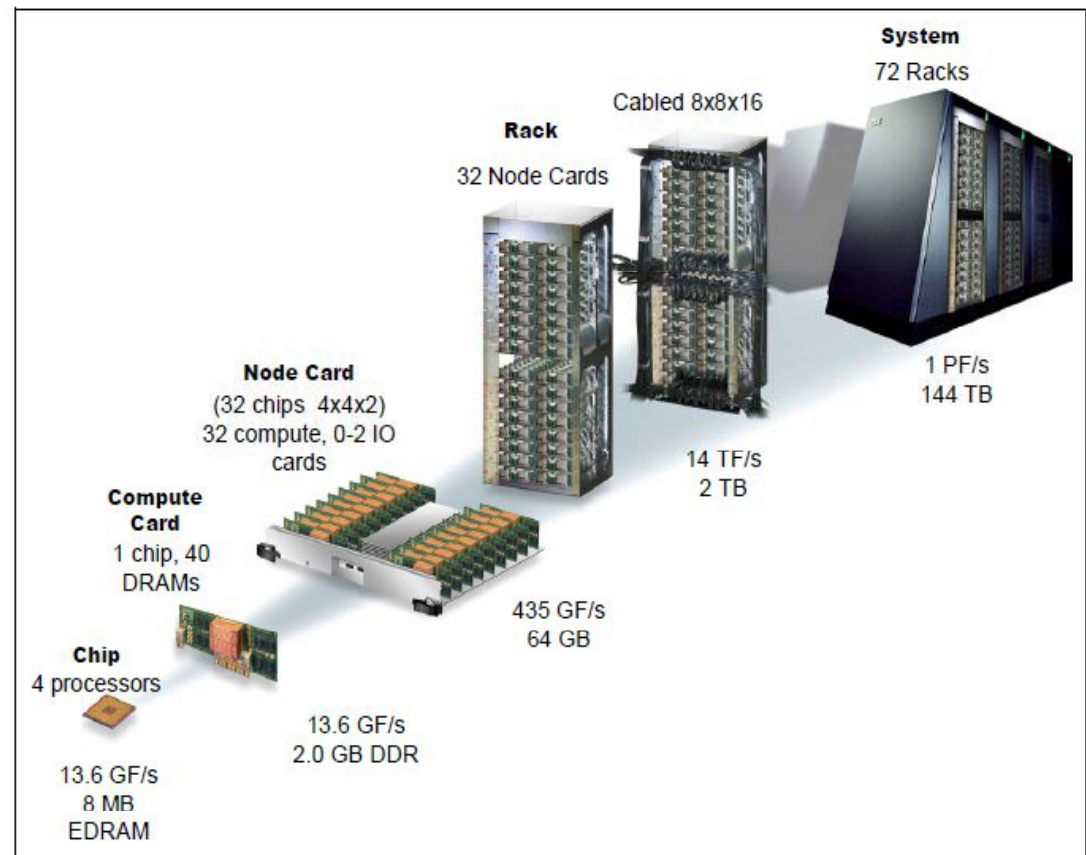 System
72 Racks
Cabled 8x8x16
Rack
32 Node Cards
1 PF/s
144 TB
Node Card
(32 chips 4x4x2)
32 compute, 0-2 IO
cards
14 TF/s
2 TB
Compute
Card
1 chip, 40
DRAMs
435 GF/s
64 GB
Chip
4 processors
13.6 GF/s
2.0 GB DDR
13.6 GF/s
8 MB
EDRAM